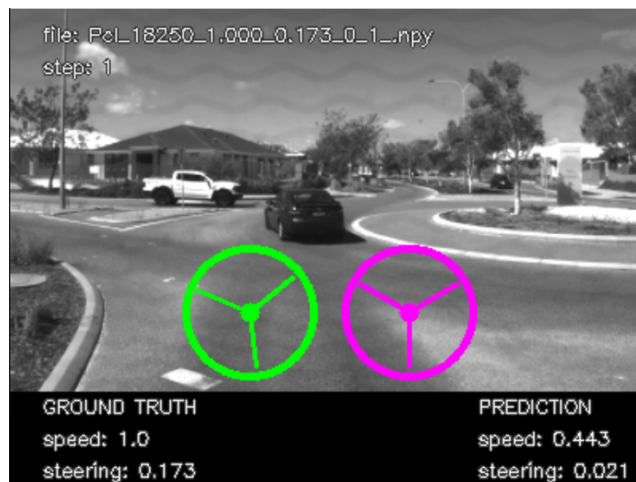 file: Pcl_18250_1.000_0.173_0_1_.npy
step: 1
GROUND TRUTH
speed: 1.0
steering: 0.173
PREDICTION
speed: 0.443
steering: 0.021